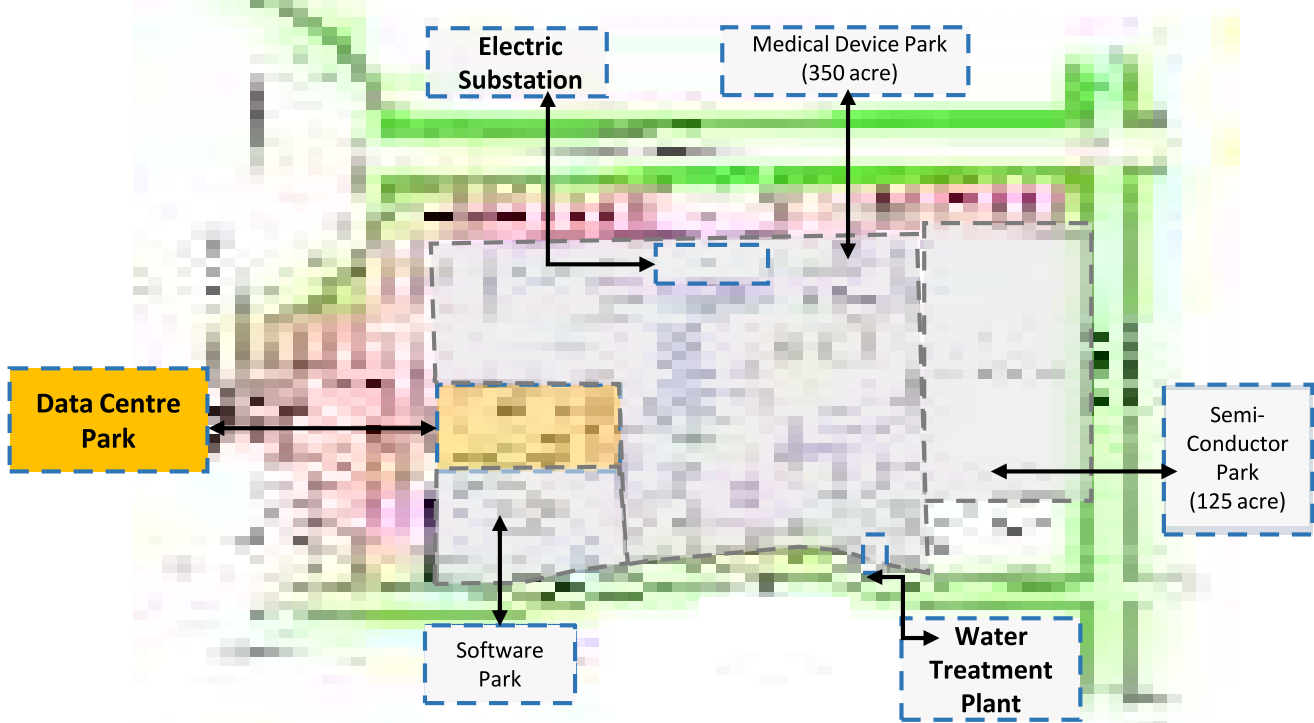 Electric
Substation
Medical Device Park
(350 acre)
Data Centre
Park
Semi-
Conductor
Park
(125 acre)
Software
Park
Water
Treatment
Plant